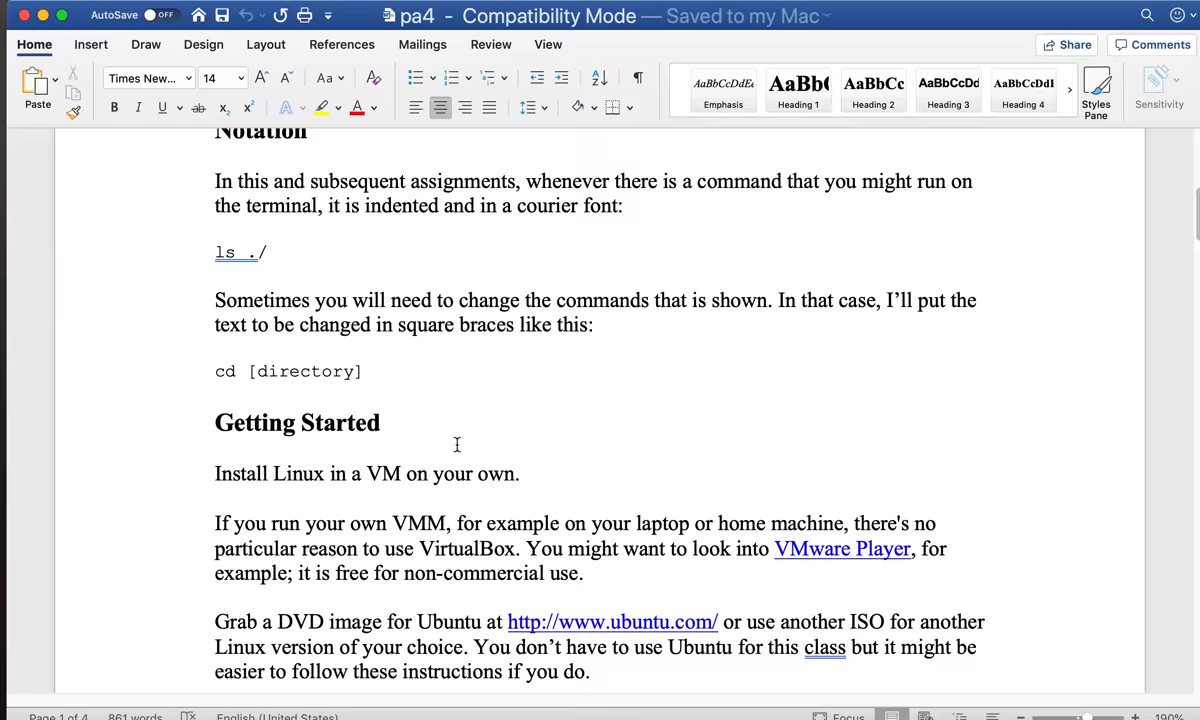 AutoSave OFF pa4 - Compatibility Mode — Saved to my Mac
Home Insert Draw Design Layout References Mailings Review View Share Comments
Paste Times New... 14 A A Aa A AaBbCcDdEe AaBb( AaBbCc AaBbCcDd AaBbCcDdI
B I U ab x₂ x² A A Emphasis Heading 1 Heading 2 Heading 3 Heading 4 Styles Pane Sensitivity
Notation
In this and subsequent assignments, whenever there is a command that you might run on
the terminal, it is indented and in a courier font:
ls ./
Sometimes you will need to change the commands that is shown. In that case, I’ll put the
text to be changed in square braces like this:
cd [directory]
Getting Started
Install Linux in a VM on your own.
If you run your own VMM, for example on your laptop or home machine, there's no
particular reason to use VirtualBox. You might want to look into VMware Player, for
example; it is free for non-commercial use.
Grab a DVD image for Ubuntu at http://www.ubuntu.com/ or use another ISO for another
Linux version of your choice. You don’t have to use Ubuntu for this class but it might be
easier to follow these instructions if you do.
Page 1 of 4 861 words English (United States) Focus 190%